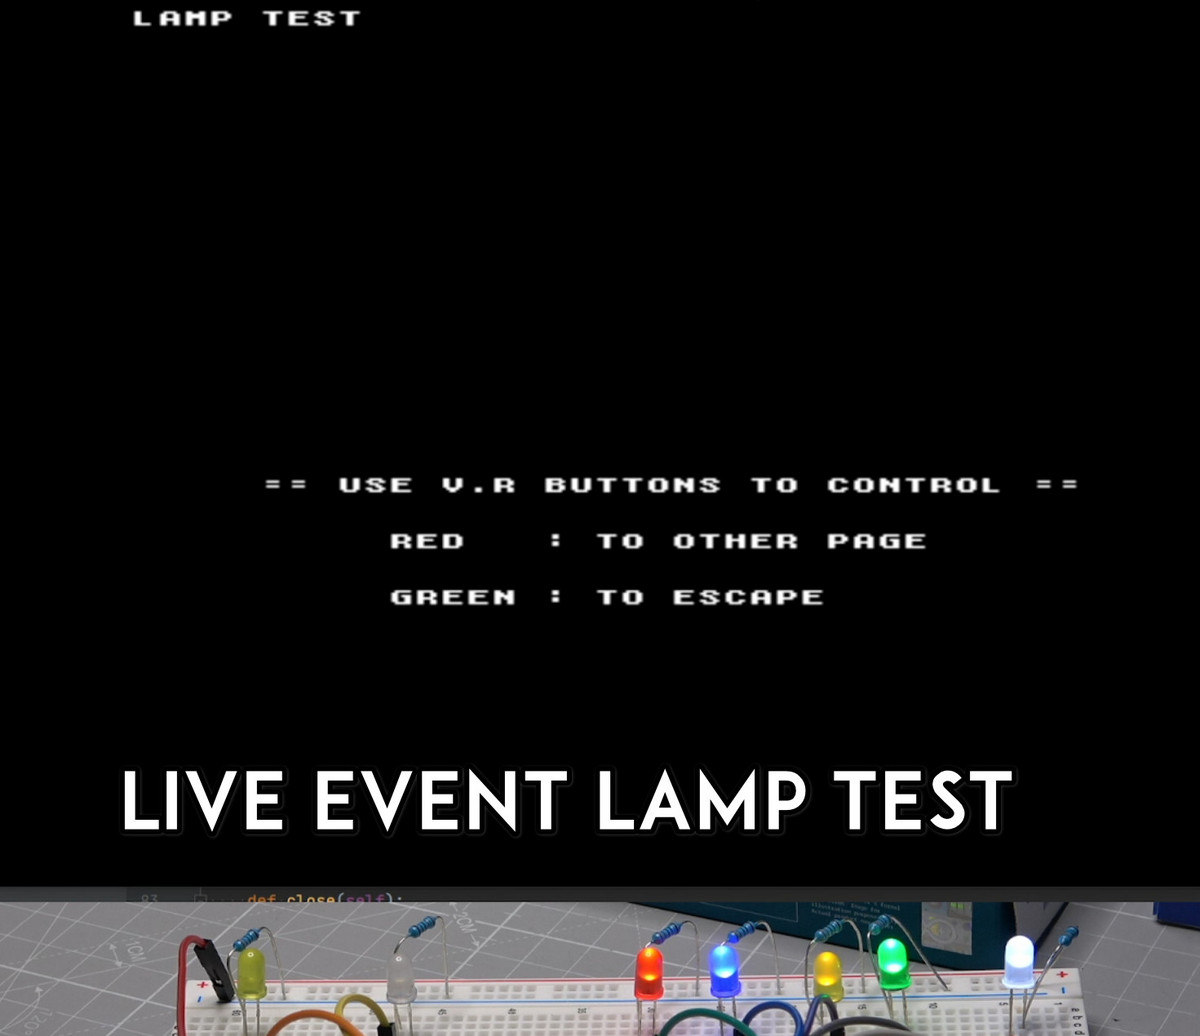 LAMP TEST
== USE V.R BUTTONS TO CONTROL ==
RED : TO OTHER PAGE
GREEN : TO ESCAPE
LIVE EVENT LAMP TEST
83 def close(self):